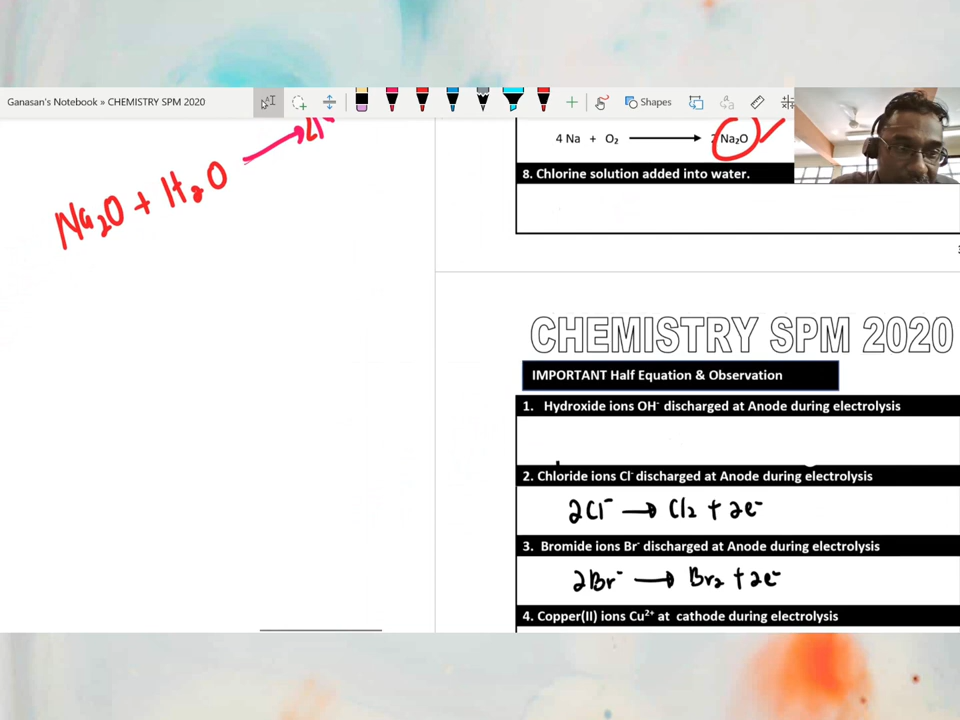 Ganasan's Notebook » CHEMISTRY SPM 2020
Shapes
Na₂O + H₂O ⟶
4 Na + O₂ ⟶ 2 Na₂O
8. Chlorine solution added into water.
CHEMISTRY SPM 2020
IMPORTANT Half Equation & Observation
1. Hydroxide ions OH⁻ discharged at Anode during electrolysis
2. Chloride ions Cl⁻ discharged at Anode during electrolysis
2Cl⁻ ⟶ Cl₂ + 2e⁻
3. Bromide ions Br⁻ discharged at Anode during electrolysis
2Br⁻ ⟶ Br₂ + 2e⁻
4. Copper(II) ions Cu²⁺ at cathode during electrolysis